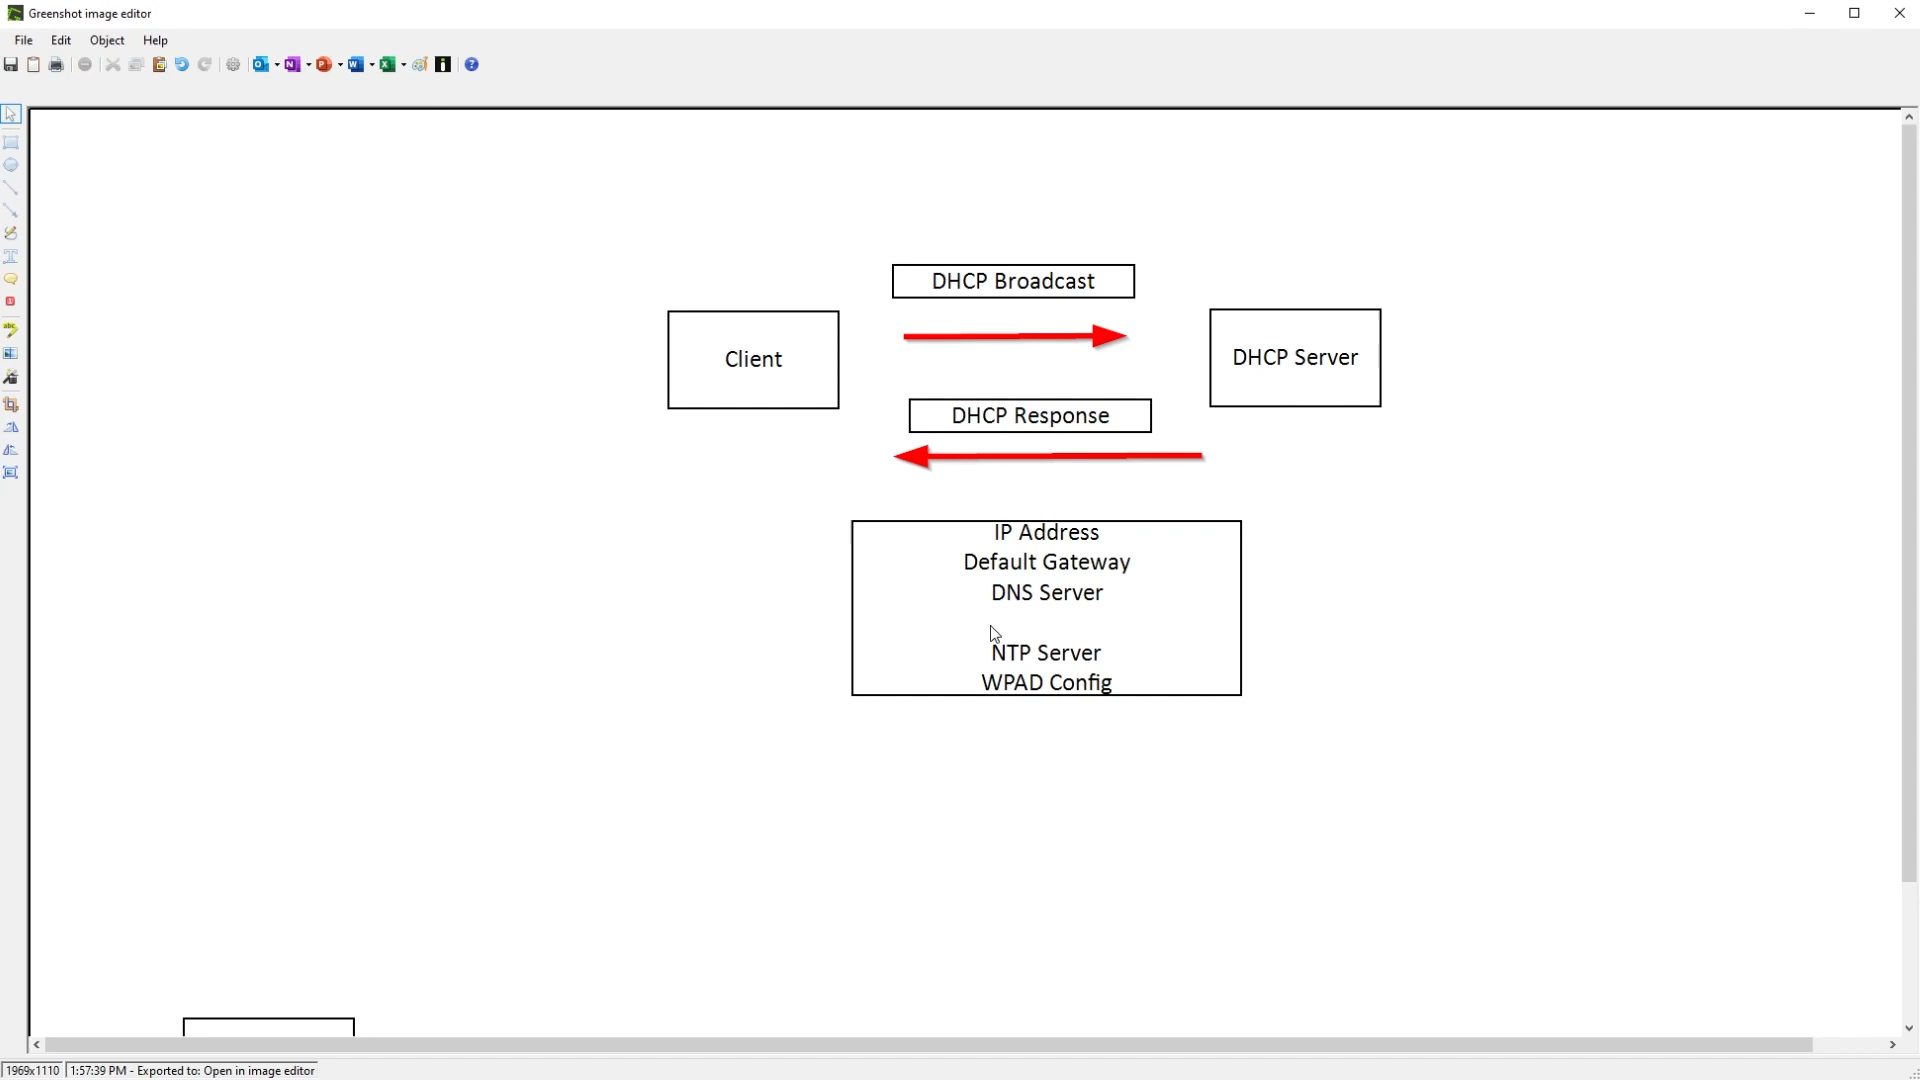 Greenshot image editor
File Edit Object Help
DHCP Broadcast
Client
DHCP Server
DHCP Response
IP Address
Default Gateway
DNS Server
NTP Server
WPAD Config
1969x1110 1:57:39 PM - Exported to: Open in image editor